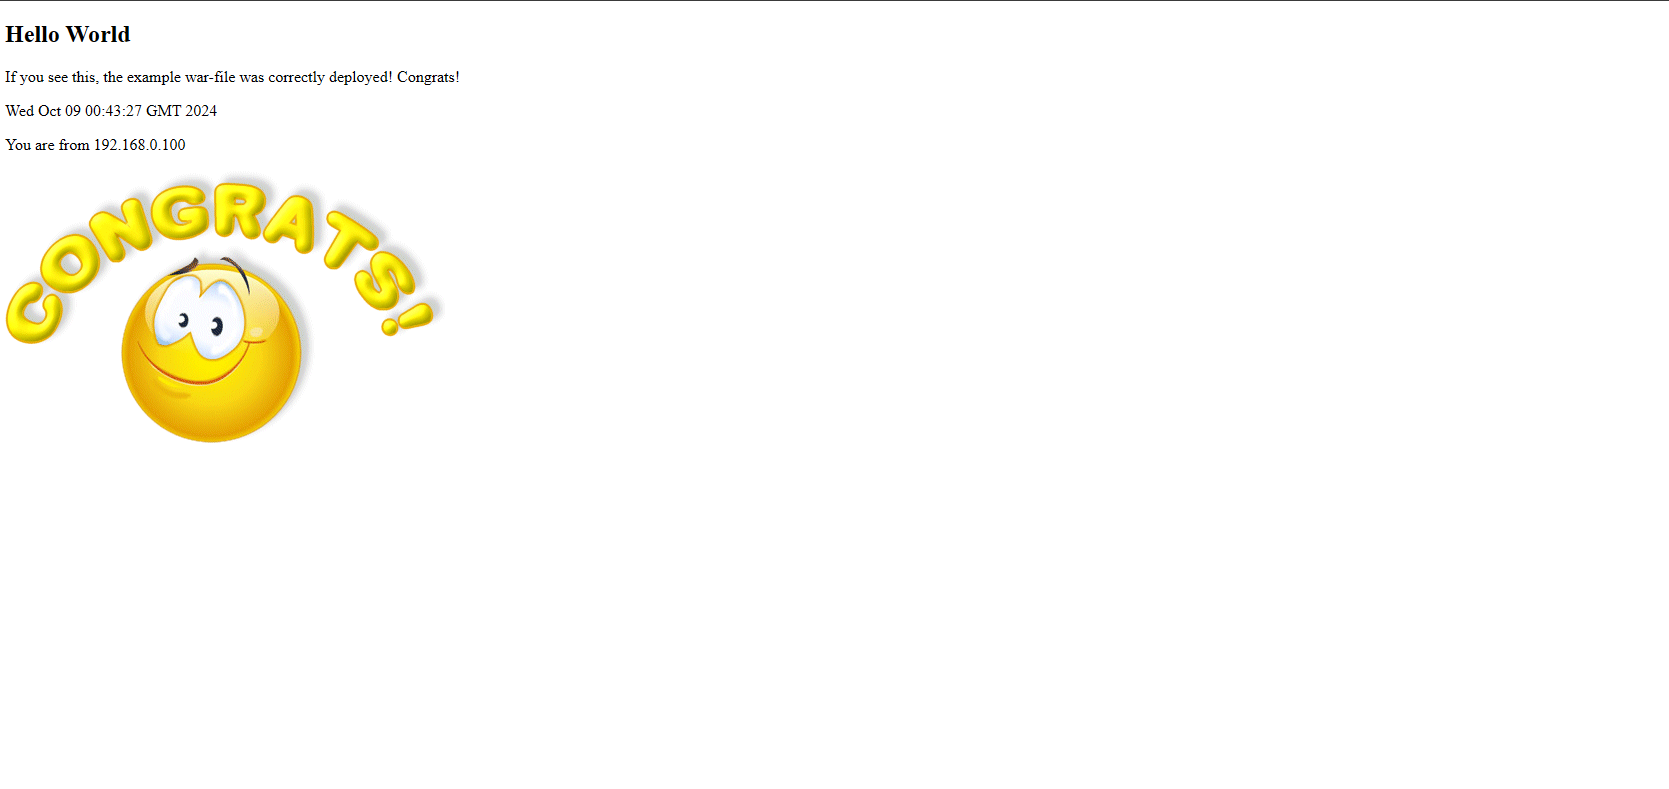 Hello World
If you see this, the example war-file was correctly deployed! Congrats!
Wed Oct 09 00:43:27 GMT 2024
You are from 192.168.0.100
CONGRATS!